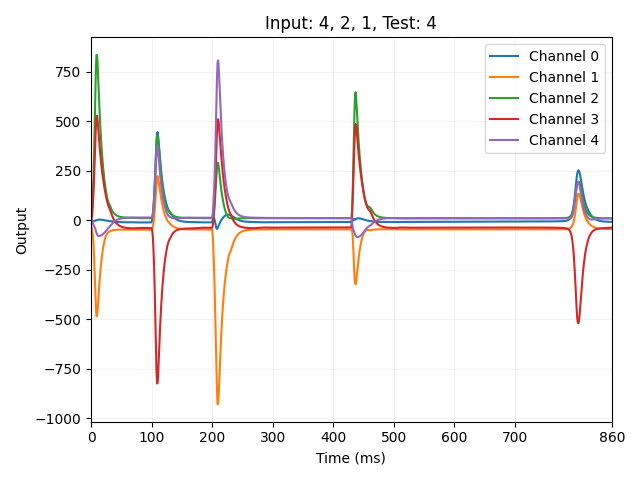 Input: 4, 2, 1, Test: 4
Channel 0
Channel 1
Channel 2
Channel 3
Channel 4
750
500
250
0
−250
−500
−750
−1000
Output
0 100 200 300 400 500 600 700 860
Time (ms)